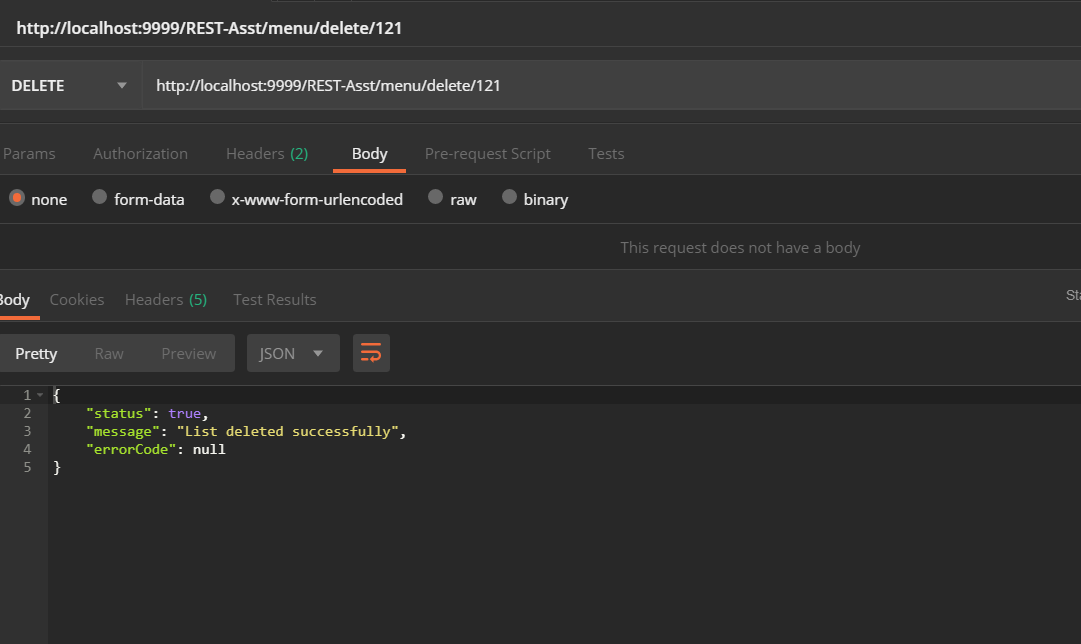 http://localhost:9999/REST-Asst/menu/delete/121
DELETE http://localhost:9999/REST-Asst/menu/delete/121
Params Authorization Headers (2) Body Pre-request Script Tests
none form-data x-www-form-urlencoded raw binary
This request does not have a body
Body Cookies Headers (5) Test Results
Pretty Raw Preview JSON
1 {
2 "status": true,
3 "message": "List deleted successfully",
4 "errorCode": null
5 }